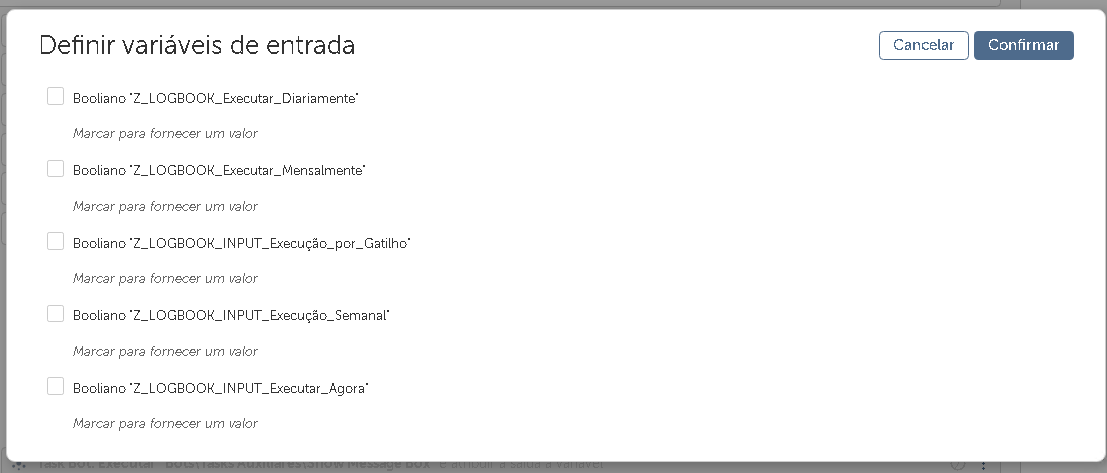 Definir variáveis de entrada
Cancelar
Confirmar
Booliano "Z_LOGBOOK_Executar_Diariamente"
Marcar para fornecer um valor
Booliano "Z_LOGBOOK_Executar_Mensalmente"
Marcar para fornecer um valor
Booliano "Z_LOGBOOK_INPUT_Execução_por_Gatilho"
Marcar para fornecer um valor
Booliano "Z_LOGBOOK_INPUT_Execução_Semanal"
Marcar para fornecer um valor
Booliano "Z_LOGBOOK_INPUT_Executar_Agora"
Marcar para fornecer um valor
Task Bot: Executar "Bots\Tasks Auxiliares\Show Message Box" e atribuir a saída à variável